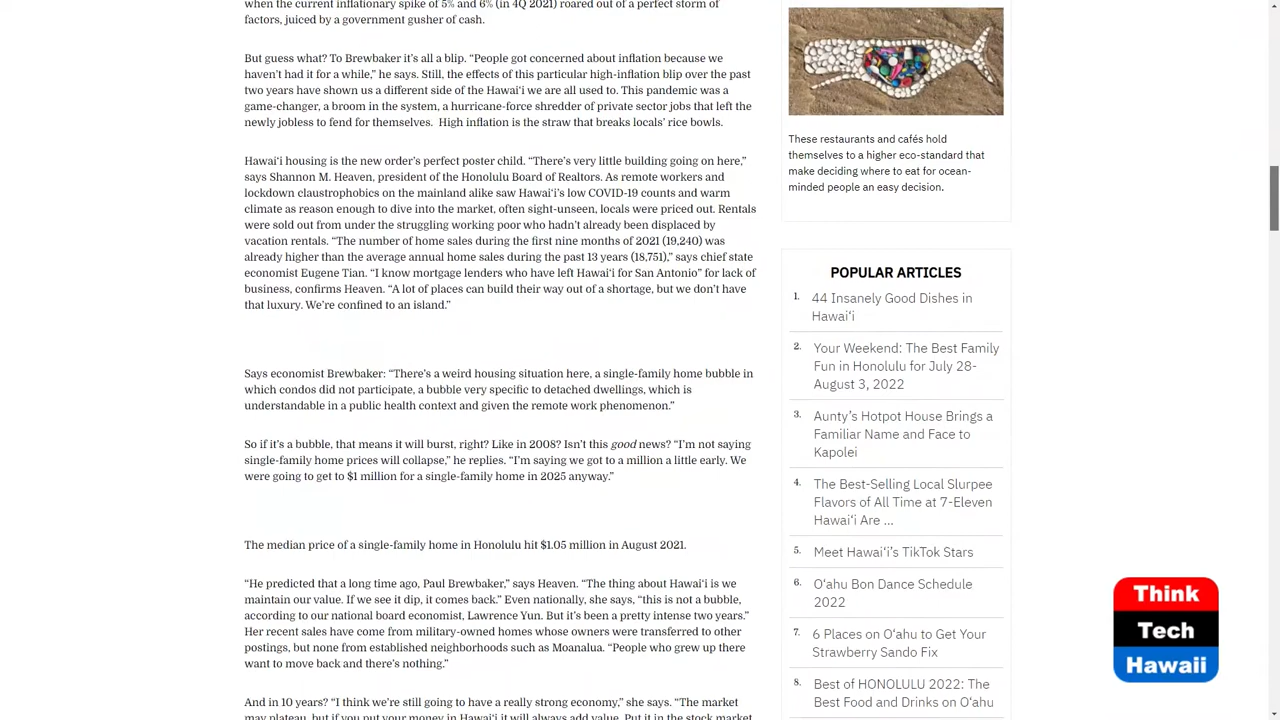 when the current inflationary spike of 5% and 6% (in 4Q 2021) roared out of a perfect storm of
factors, juiced by a government gusher of cash.
But guess what? To Brewbaker it's all a blip. “People got concerned about inflation because we
haven't had it for a while,” he says. Still, the effects of this particular high-inflation blip over the past
two years have shown us a different side of the Hawai‘i we are all used to. This pandemic was a
game-changer, a broom in the system, a hurricane-force shredder of private sector jobs that left the
newly jobless to fend for themselves. High inflation is the straw that breaks locals' rice bowls.
Hawai‘i housing is the new order's perfect poster child. “There's very little building going on here,”
says Shannon M. Heaven, president of the Honolulu Board of Realtors. As remote workers and
lockdown claustrophobics on the mainland alike saw Hawai‘i's low COVID-19 counts and warm
climate as reason enough to dive into the market, often sight-unseen, locals were priced out. Rentals
were sold out from under the struggling working poor who hadn't already been displaced by
vacation rentals. “The number of home sales during the first nine months of 2021 (19,240) was
already higher than the average annual home sales during the past 13 years (18,751),” says chief state
economist Eugene Tian. “I know mortgage lenders who have left Hawai‘i for San Antonio” for lack of
business, confirms Heaven. “A lot of places can build their way out of a shortage, but we don't have
that luxury. We're confined to an island.”
Says economist Brewbaker: “There's a weird housing situation here, a single-family home bubble in
which condos did not participate, a bubble very specific to detached dwellings, which is
understandable in a public health context and given the remote work phenomenon.”
So if it's a bubble, that means it will burst, right? Like in 2008? Isn't this good news? “I'm not saying
single-family home prices will collapse,” he replies. “I'm saying we got to a million a little early. We
were going to get to $1 million for a single-family home in 2025 anyway.”
The median price of a single-family home in Honolulu hit $1.05 million in August 2021.
“He predicted that a long time ago, Paul Brewbaker,” says Heaven. “The thing about Hawai‘i is we
maintain our value. If we see it dip, it comes back.” Even nationally, she says, “this is not a bubble,
according to our national board economist, Lawrence Yun. But it's been a pretty intense two years.”
Her recent sales have come from military-owned homes whose owners were transferred to other
postings, but none from established neighborhoods such as Moanalua. “People who grew up there
want to move back and there's nothing.”
And in 10 years? “I think we're still going to have a really strong economy,” she says. “The market
may plateau, but if you put your money in Hawai‘i it will always add value. Put it in the stock market
These restaurants and cafés hold
themselves to a higher eco-standard that
make deciding where to eat for ocean-
minded people an easy decision.
POPULAR ARTICLES
1. 44 Insanely Good Dishes in
Hawai‘i
2. Your Weekend: The Best Family
Fun in Honolulu for July 28-
August 3, 2022
3. Aunty's Hotpot House Brings a
Familiar Name and Face to
Kapolei
4. The Best-Selling Local Slurpee
Flavors of All Time at 7-Eleven
Hawai‘i Are ...
5. Meet Hawai‘i's TikTok Stars
6. O‘ahu Bon Dance Schedule
2022
7. 6 Places on O‘ahu to Get Your
Strawberry Sando Fix
8. Best of HONOLULU 2022: The
Best Food and Drinks on O‘ahu
Think
Tech
Hawaii